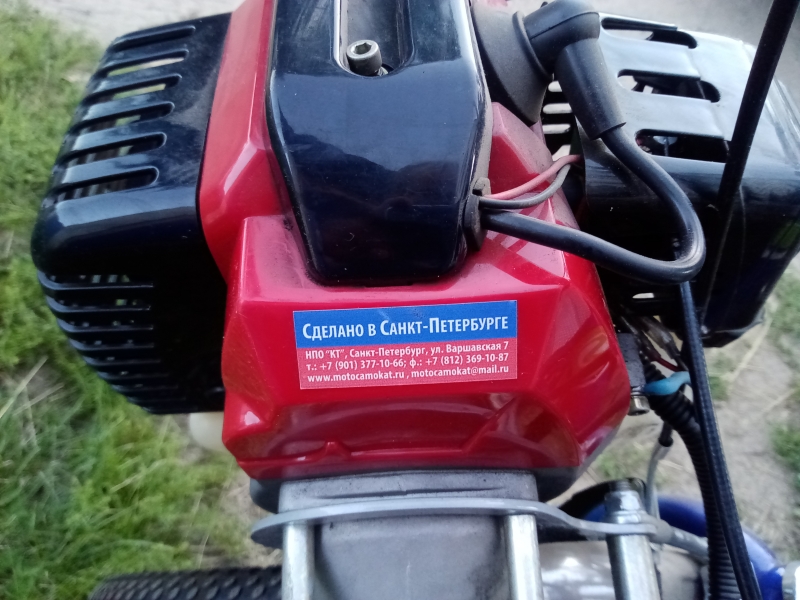 Сделано в Санкт-Петербурге
НПО "КТ", Санкт-Петербург, ул. Варшавская 7
т.: +7 (901) 377-10-66; ф.: +7 (812) 369-10-87
www.motocamokat.ru , motocamokat@mail.ru